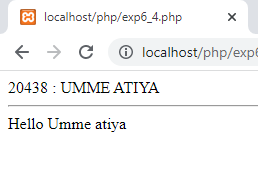 localhost/php/exp6_4.php
localhost/php/exp6
20438 : UMME ATIYA
Hello Umme atiya